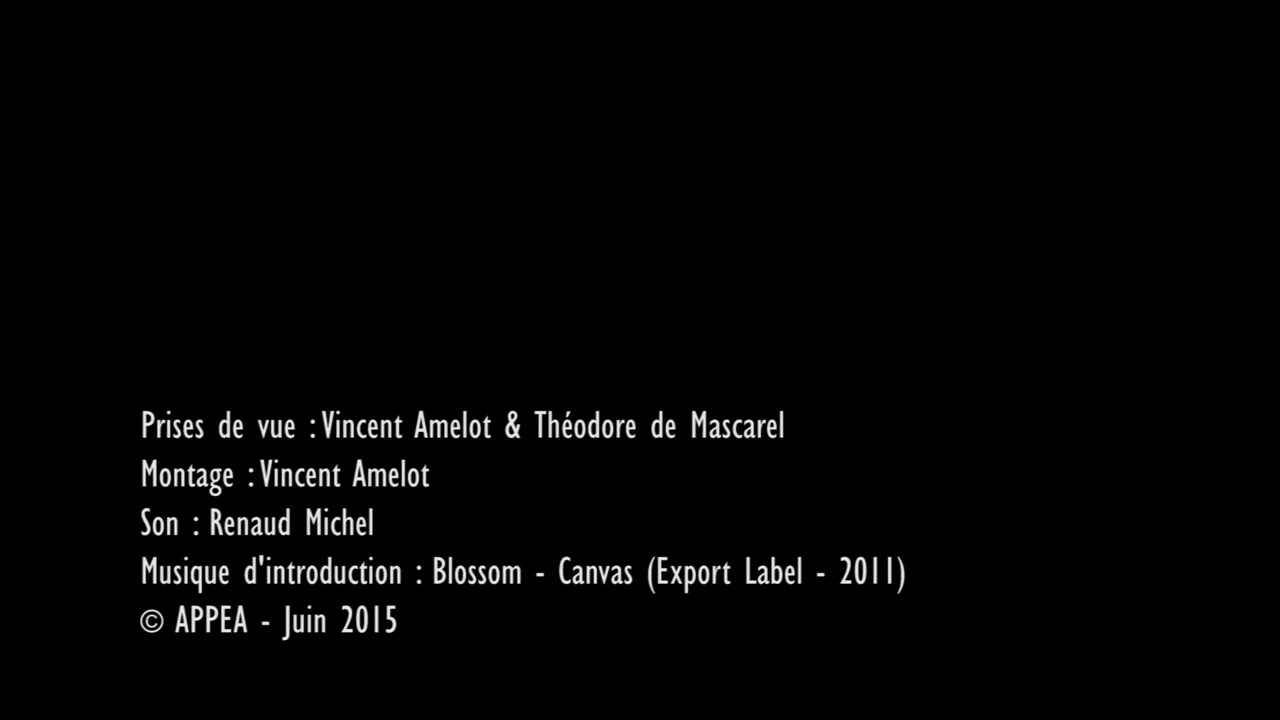 Prises de vue : Vincent Amelot & Théodore de Mascarel
Montage : Vincent Amelot
Son : Renaud Michel
Musique d'introduction : Blossom - Canvas (Export Label - 2011)
© APPEA - Juin 2015